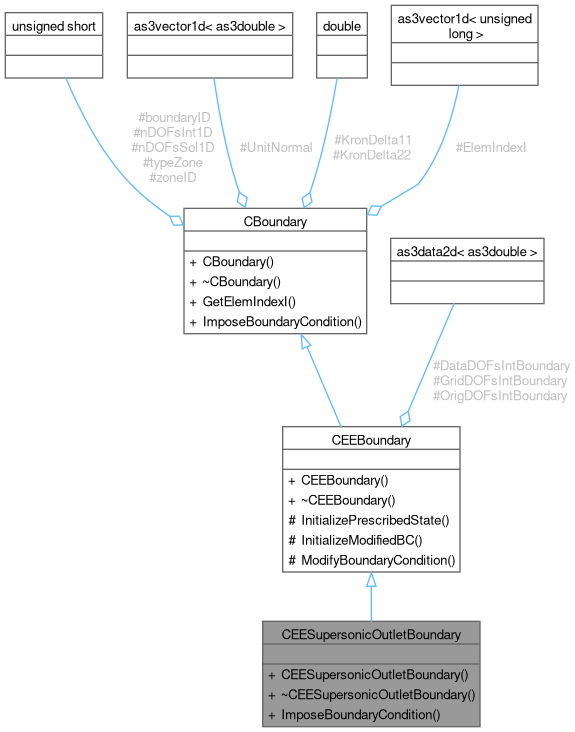 unsigned short
as3vector1d< as3double >
double
as3vector1d< unsigned
long >
#boundaryID
#nDOFsInt1D
#nDOFsSol1D
#typeZone
#zoneID
#UnitNormal
#KronDelta11
#KronDelta22
#ElemIndexI
CBoundary
+ CBoundary()
+ ~CBoundary()
+ GetElemIndexI()
+ ImposeBoundaryCondition()
as3data2d< as3double >
#DataDOFsIntBoundary
#GridDOFsIntBoundary
#OrigDOFsIntBoundary
CEEBoundary
+ CEEBoundary()
+ ~CEEBoundary()
# InitializePrescribedState()
# InitializeModifiedBC()
# ModifyBoundaryCondition()
CEESupersonicOutletBoundary
+ CEESupersonicOutletBoundary()
+ ~CEESupersonicOutletBoundary()
+ ImposeBoundaryCondition()